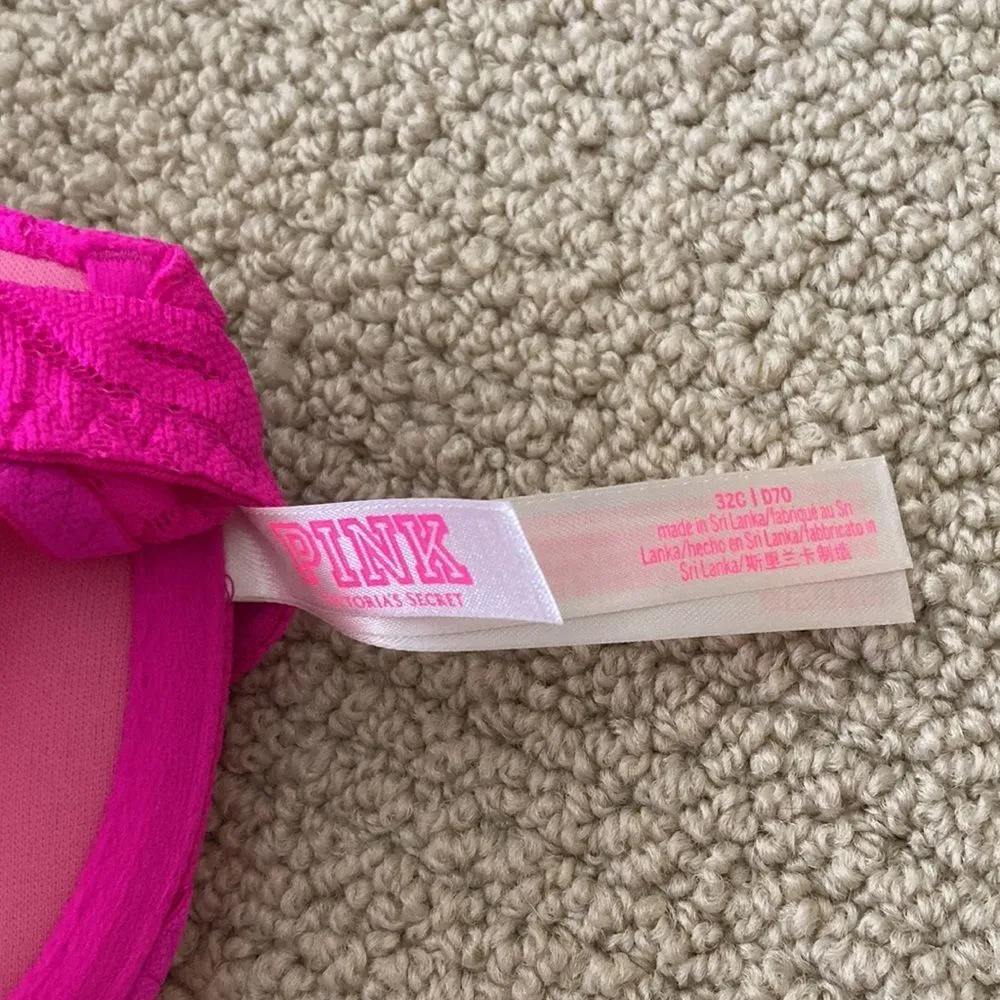 PINK
VICTORIA'S SECRET
32C | D70
made in Sri Lanka/fabriqué au Sri
Lanka/hecho en Sri Lanka/fabbricato in
Sri Lanka/斯里兰卡制造